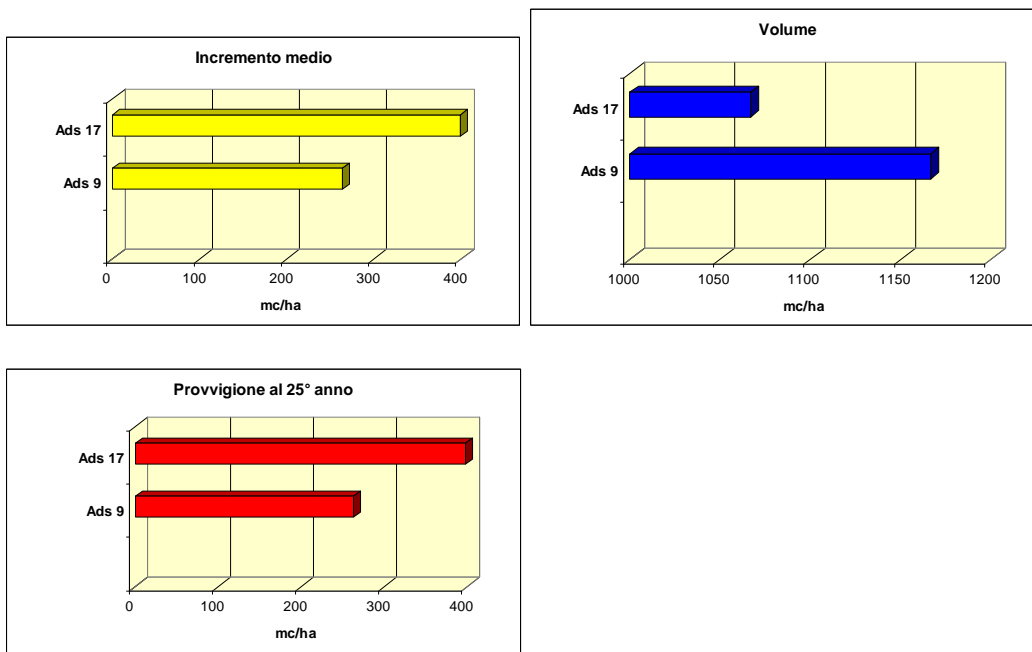 Incremento medio
Ads 17
Ads 9
0 100 200 300 400
mc/ha
Volume
Ads 17
Ads 9
1000 1050 1100 1150 1200
mc/ha
Provvigione al 25° anno
Ads 17
Ads 9
0 100 200 300 400
mc/ha